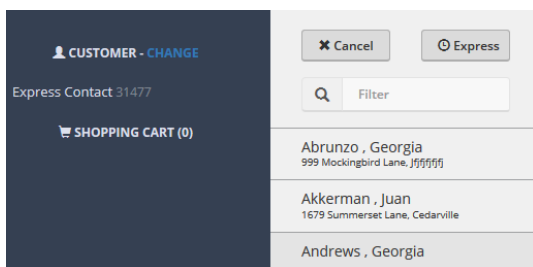 CUSTOMER - CHANGE
Express Contact 31477
SHOPPING CART (0)
Cancel
Express
Filter
Abrunzo , Georgia
999 Mockingbird Lane, Jfjfjfjfj
Akkerman , Juan
1679 Summerset Lane, Cedarville
Andrews , Georgia